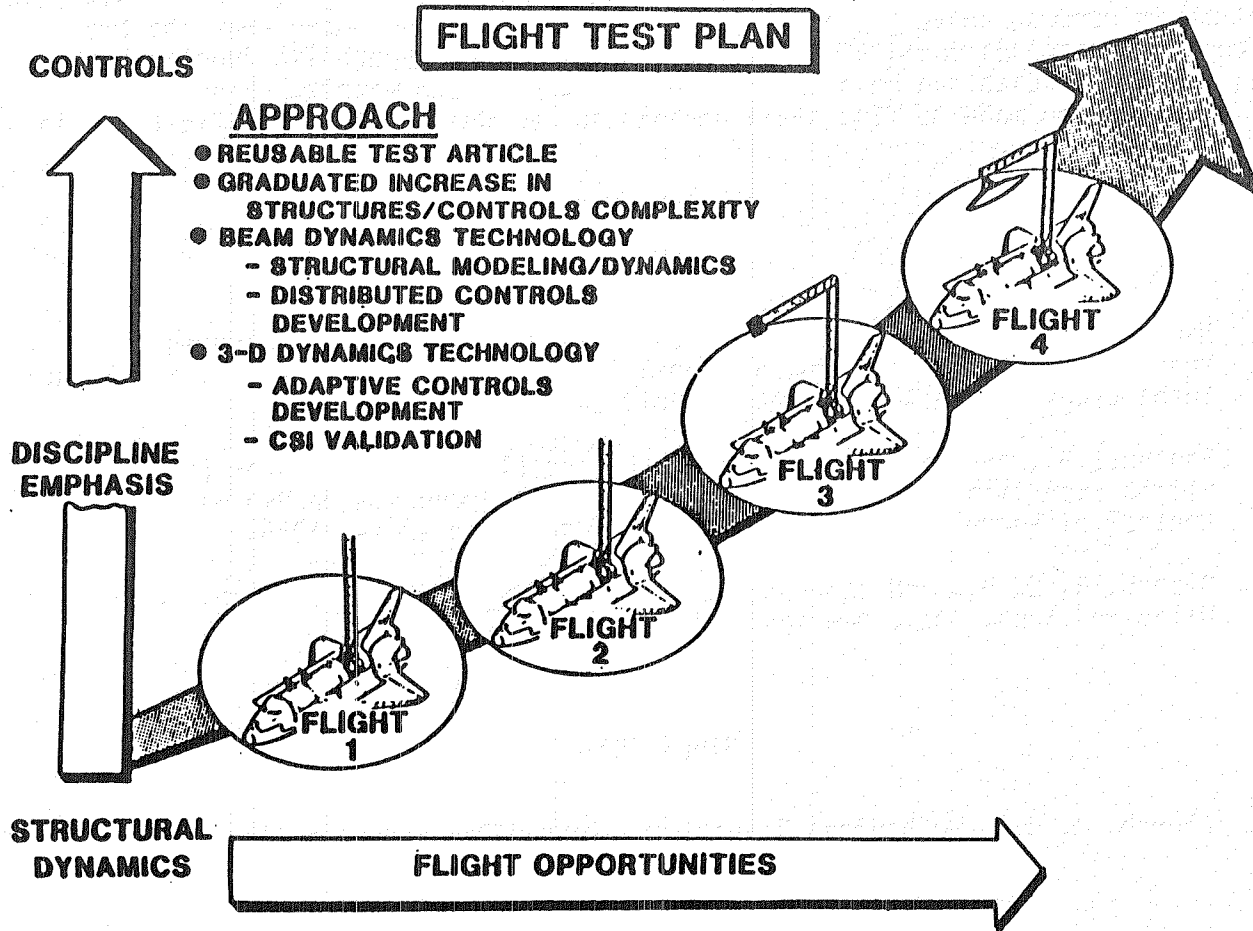 FLIGHT TEST PLAN
CONTROLS
APPROACH
● REUSABLE TEST ARTICLE
● GRADUATED INCREASE IN
STRUCTURES/CONTROLS COMPLEXITY
● BEAM DYNAMICS TECHNOLOGY
- STRUCTURAL MODELING/DYNAMICS
- DISTRIBUTED CONTROLS
DEVELOPMENT
● 3-D DYNAMICS TECHNOLOGY
- ADAPTIVE CONTROLS
DEVELOPMENT
- CSI VALIDATION
DISCIPLINE
EMPHASIS
FLIGHT
1
FLIGHT
2
FLIGHT
3
FLIGHT
4
STRUCTURAL
DYNAMICS
FLIGHT OPPORTUNITIES